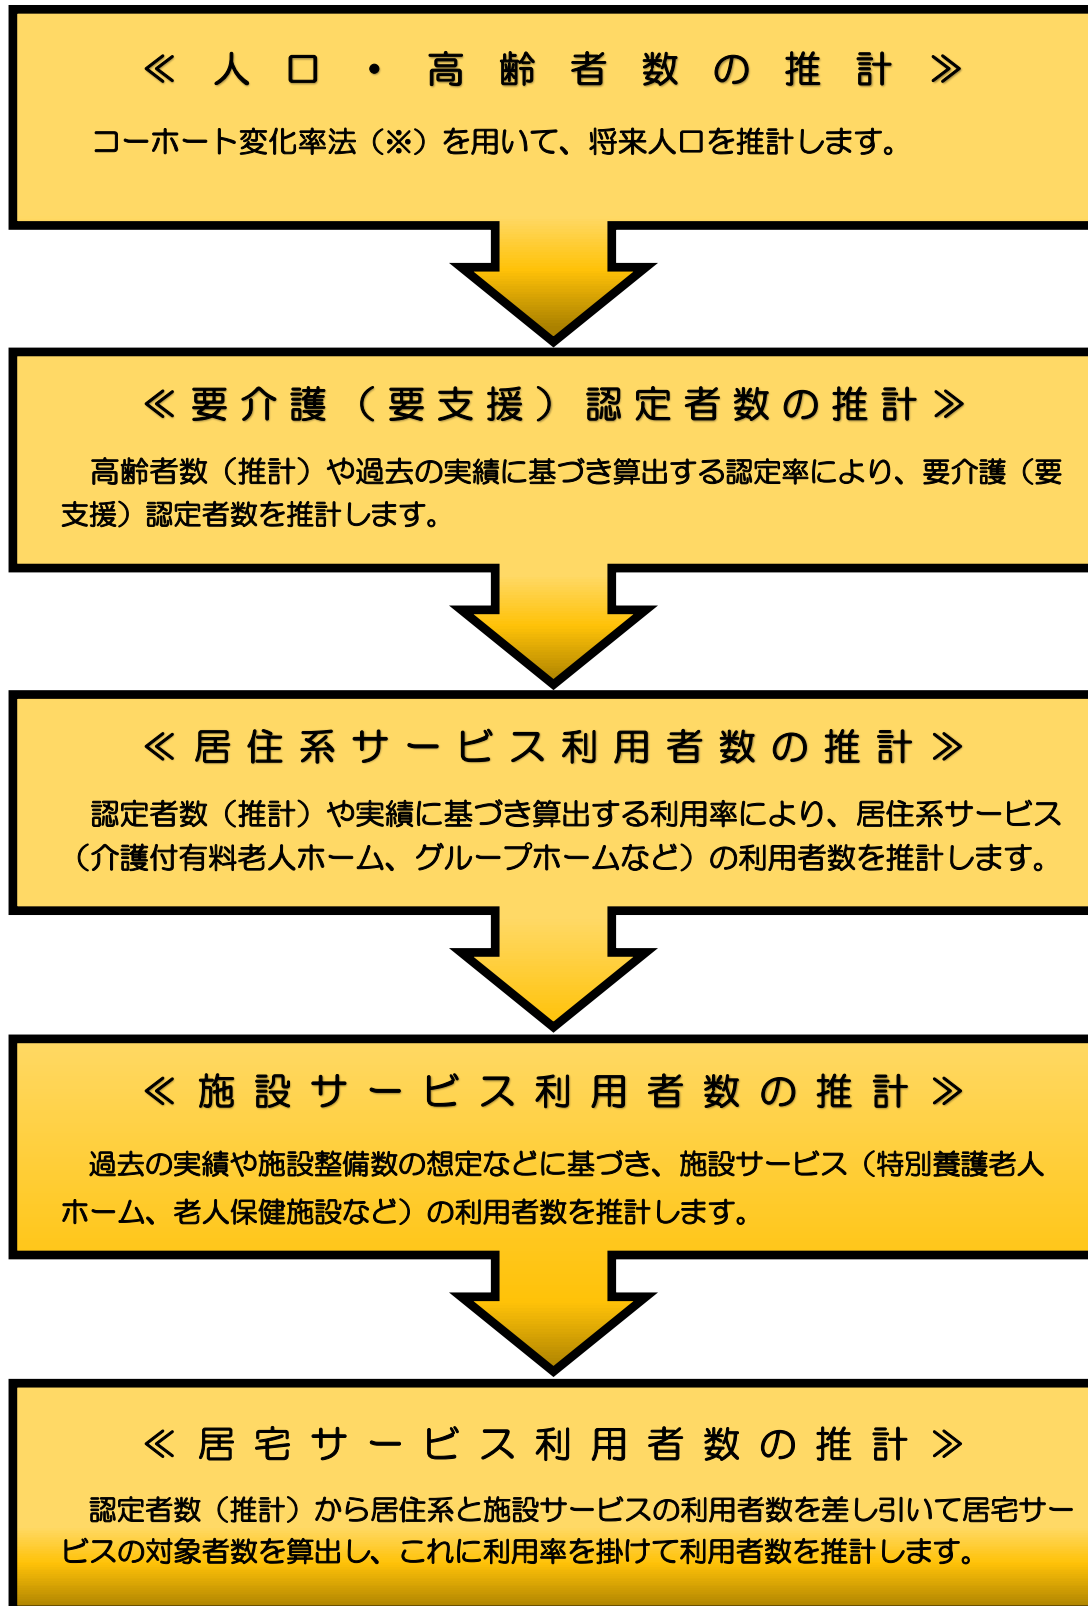 ≪人口・高齢者数の推計≫
コーホート変化率法（※）を用いて、将来人口を推計します。
≪要介護（要支援）認定者数の推計≫
高齢者数（推計）や過去の実績に基づき算出する認定率により、要介護（要
支援）認定者数を推計します。
≪居住系サービス利用者数の推計≫
認定者数（推計）や実績に基づき算出する利用率により、居住系サービス
（介護付有料老人ホーム、グループホームなど）の利用者数を推計します。
≪施設サービス利用者数の推計≫
過去の実績や施設整備数の想定などに基づき、施設サービス（特別養護老人
ホーム、老人保健施設など）の利用者数を推計します。
≪居宅サービス利用者数の推計≫
認定者数（推計）から居住系と施設サービスの利用者数を差し引いて居宅サー
ビスの対象者数を算出し、これに利用率を掛けて利用者数を推計します。